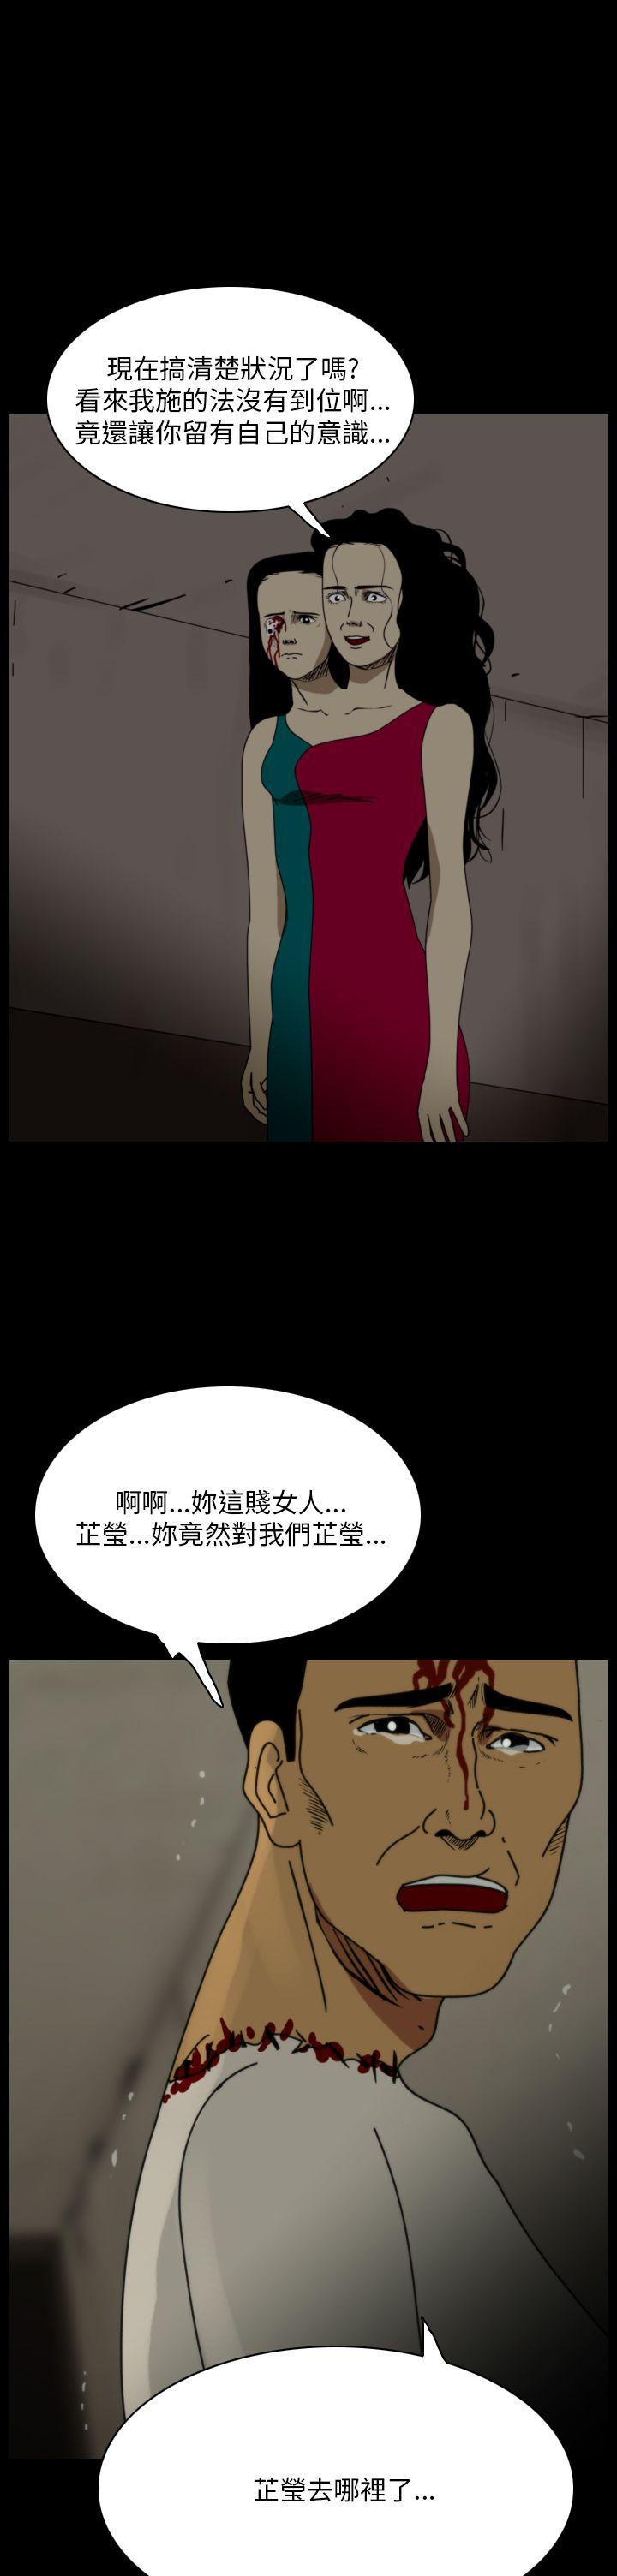 現在搞清楚狀況了嗎?
看來我施的法沒有到位啊...
竟還讓你留有自己的意識...
啊啊...妳這賤女人...
芷瑩...妳竟然對我們芷瑩...
芷瑩去哪裡了...